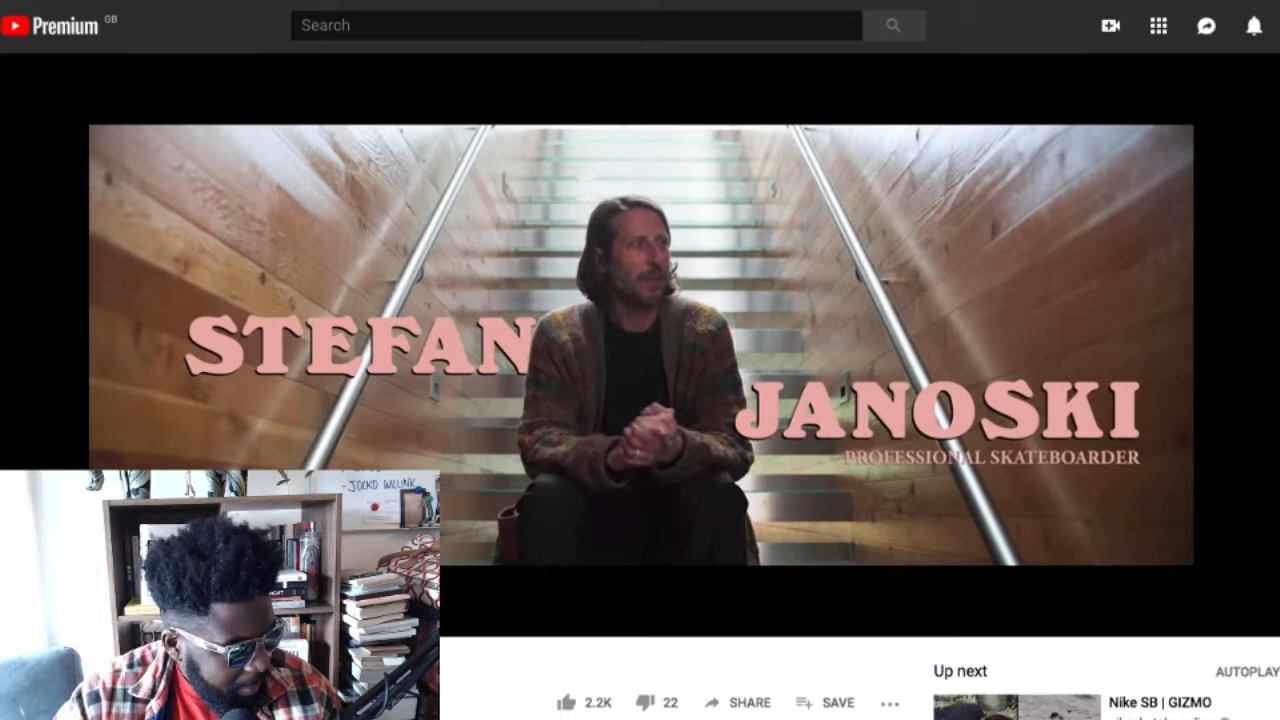 Premium GB
Search
STEFAN
JANOSKI
PROFESSIONAL SKATEBOARDER
-JOCKO WILLINK
2.2K
22
SHARE
SAVE
Up next
AUTOPLAY
Nike SB | GIZMO